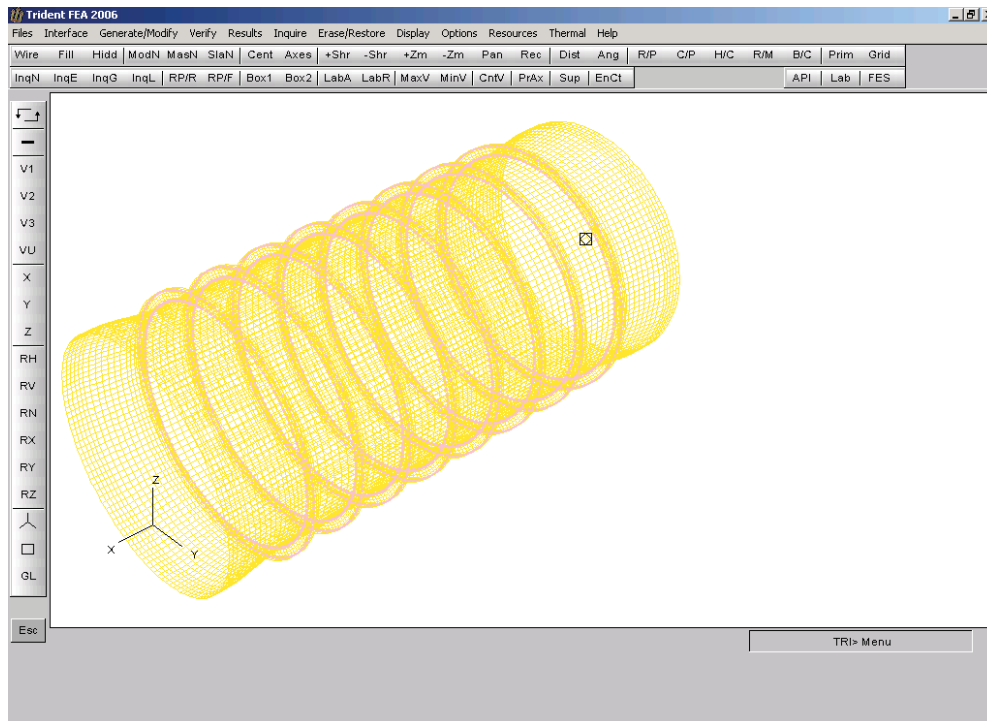 Trident FEA 2006
Files Interface Generate/Modify Verify Results Inquire Erase/Restore Display Options Resources Thermal Help
Wire Fill Hidd ModN MasN SlaN Cent Axes +Shr -Shr +Zm -Zm Pan Rec Dist Ang R/P C/P H/C R/M B/C Prim Grid
InqN InqE InqG InqL RP/R RP/F Box1 Box2 LabA LabR MaxV MinV CntV PrAx Sup EnCt API Lab FES
V1
V2
V3
VU
X
Y
Z
RH
RV
RN
RX
RY
RZ
GL
Esc
Z
X
Y
TRI> Menu